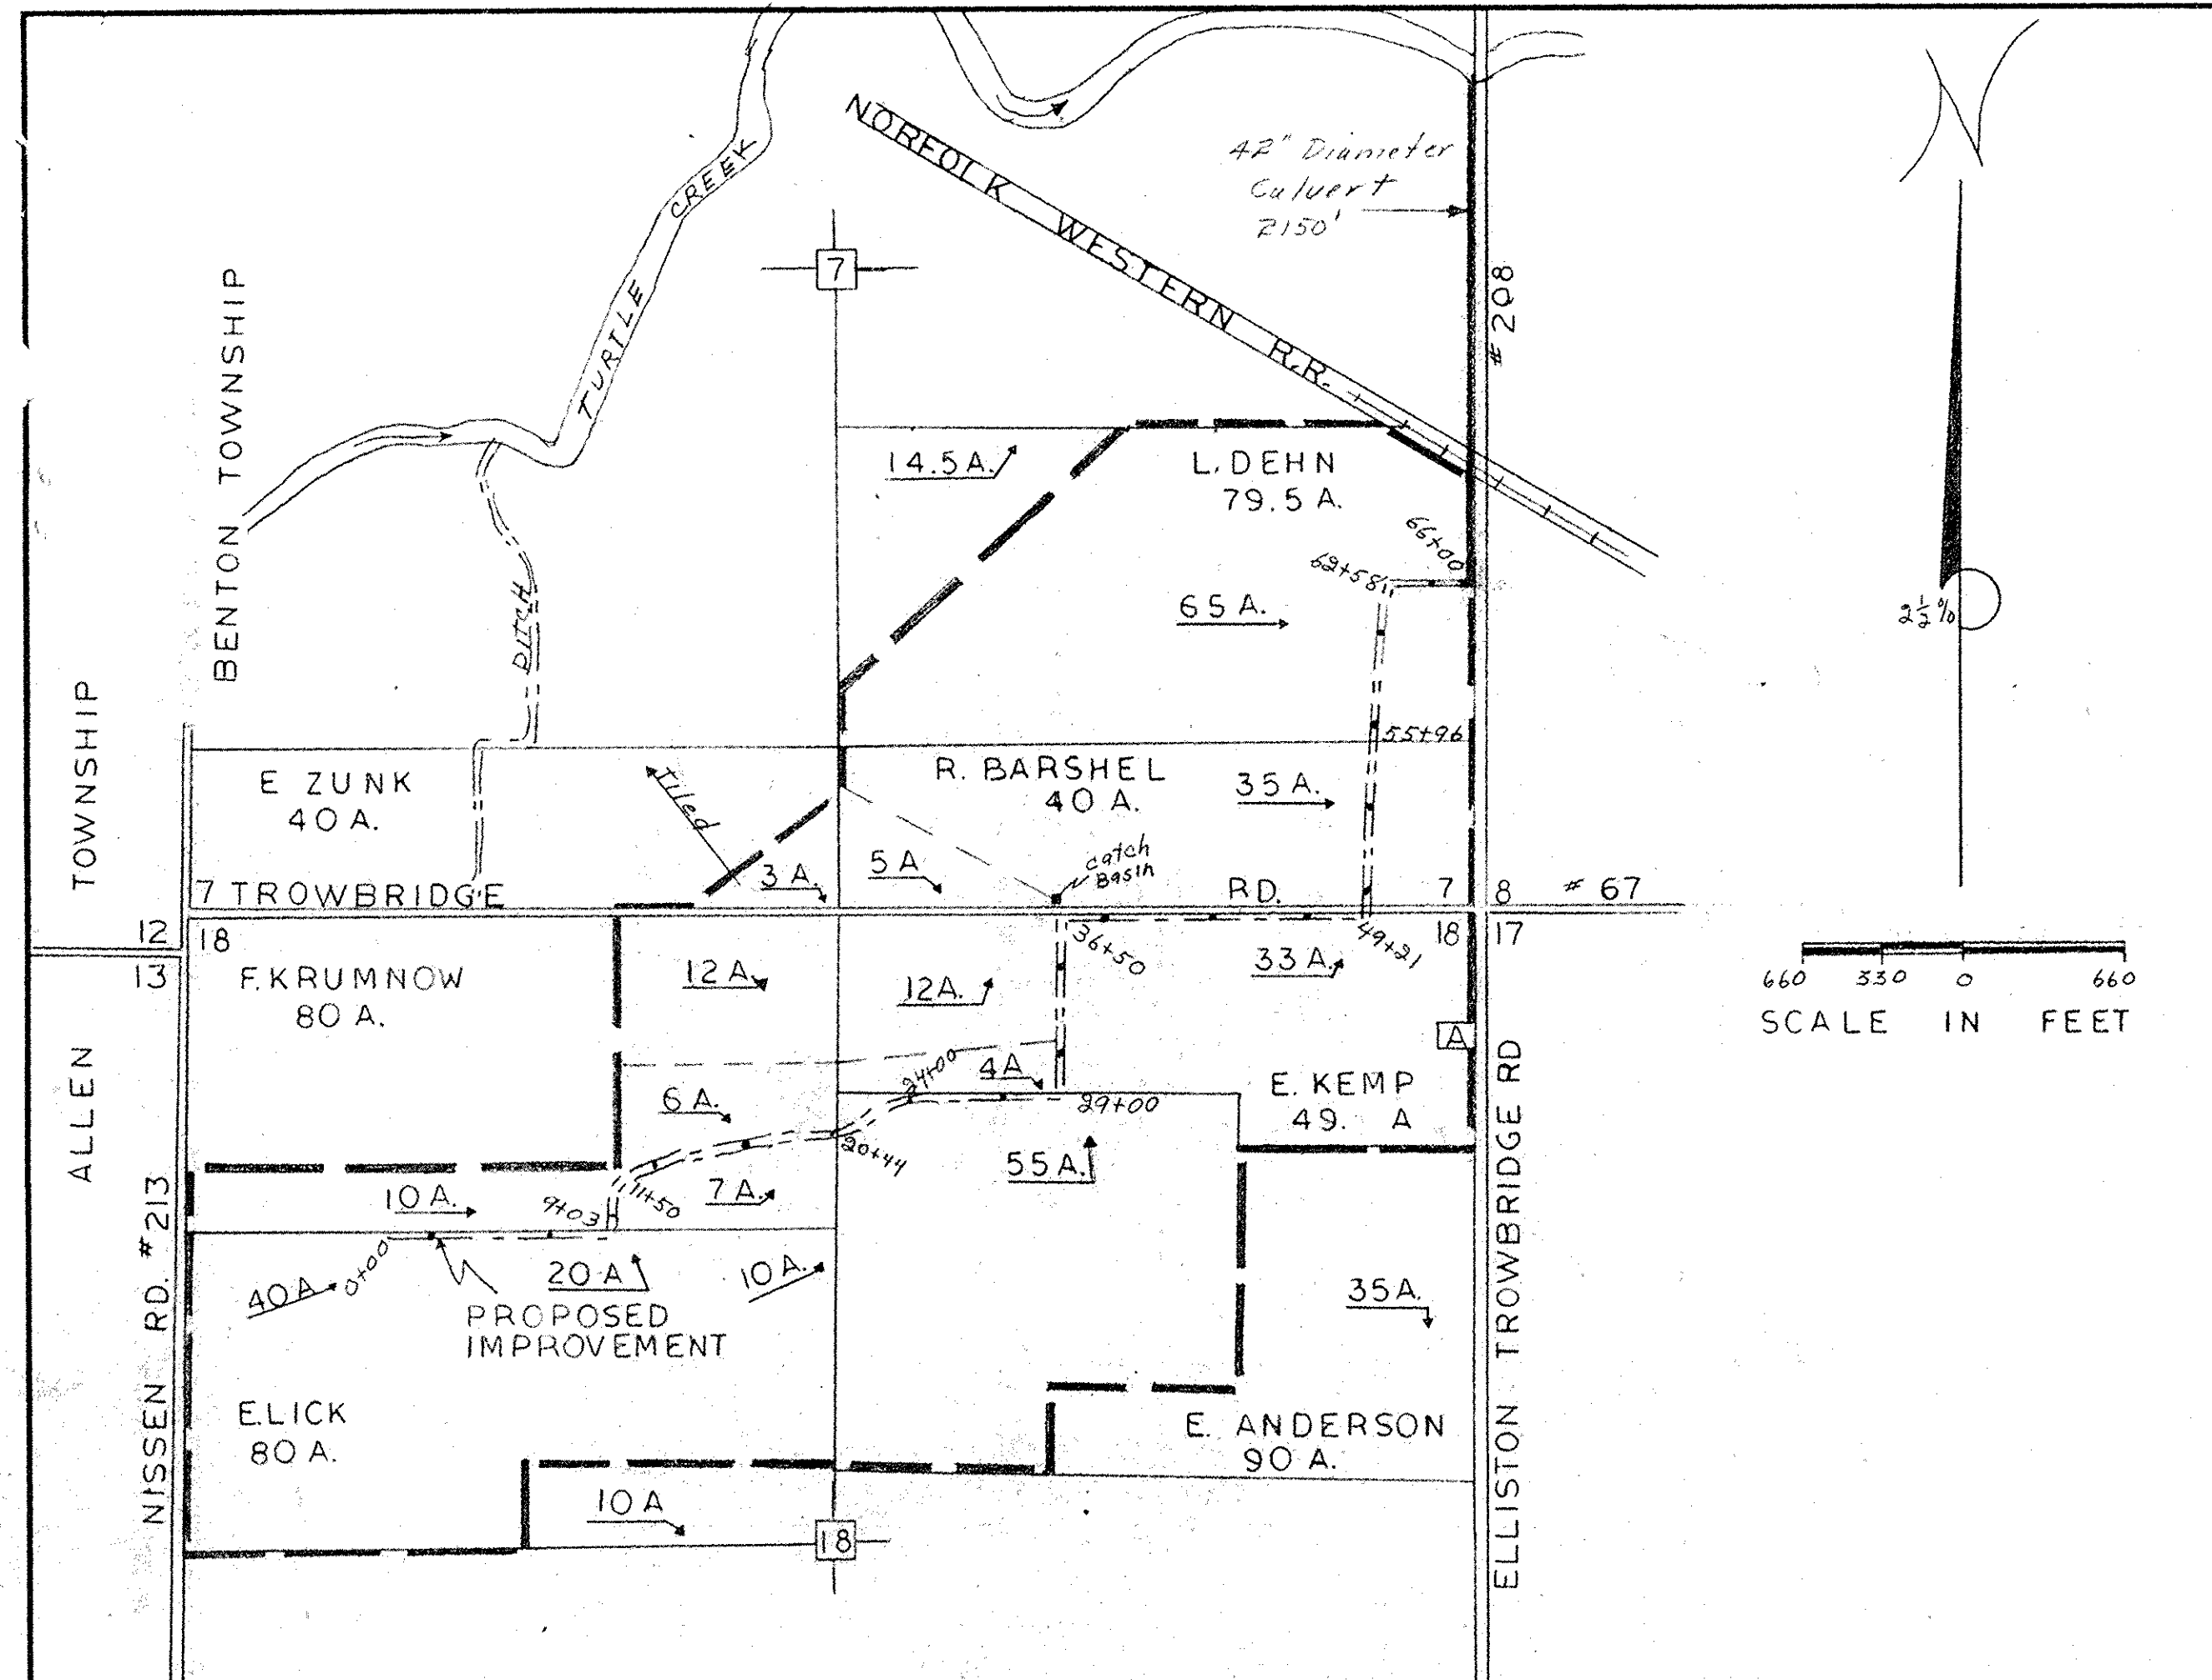 NORFOLK WESTERN R.R.
42" Diameter
Culvert
2150'
TURTLE CREEK
7
# 208
BENTON TOWNSHIP
14.5 A.
L. DEHN
79.5 A.
66+00
62+58
65 A.
2½%
DITCH
TOWNSHIP
55+96
E ZUNK
40 A.
Tiled
R. BARSHEL
40 A.
35 A.
3 A.
5 A
catch
Basin
7 TROWBRIDGE RD. 7 8 # 67
12 18
13
36+50
49+21
18 17
F. KRUMNOW
80 A.
12 A.
12 A.
33 A.
660 330 0 660
SCALE IN FEET
A
ALLEN
24+00
4 A
6 A.
29+00
E. KEMP
49. A
20+44
55 A.
10 A.
9+03
11+50
7 A.
NISSEN RD. # 213
ELLISTON TROWBRIDGE RD
40 A
0+00
20 A
10 A.
35 A.
PROPOSED
IMPROVEMENT
E. LICK
80 A.
E. ANDERSON
90 A.
10 A
18